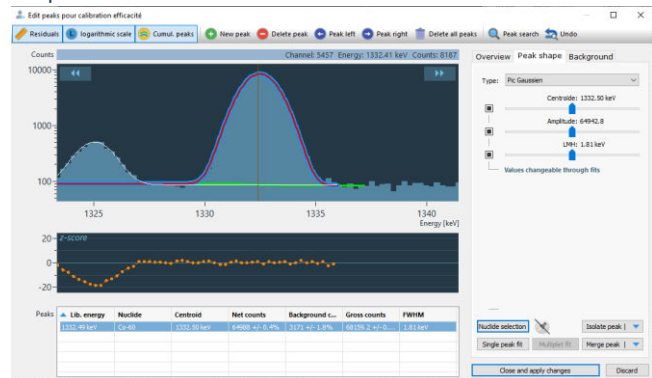 Edit peaks pour calibration efficacité
Residuals logarithmic scale Cumul. peaks New peak Delete peak Peak left Peak right Delete all peaks Peak search Undo
Counts
Channel: 5457 Energy: 1332.41 keV Counts: 8187
10000
1000
100
1325 1330 1335 1340
Energy [keV]
z-score
20
0
-20
Peaks
Lib. energy Nuclide Centroid Net counts Background c... Gross counts FWHM
1332.49 keV Co-60 1332.50 keV 64988 +/- 0.4% 3171 +/- 1.8% 68159.2 +/- 0.... 1.81 keV
Overview Peak shape Background
Type: Pic Gaussien
Centroide: 1332.50 keV
Amplitude: 64942.8
LMH: 1.81 keV
Values changeable through fits
Nuclide selection Isolate peak |
Single peak fit Multiplet fit Merge peak |
Close and apply changes Discard